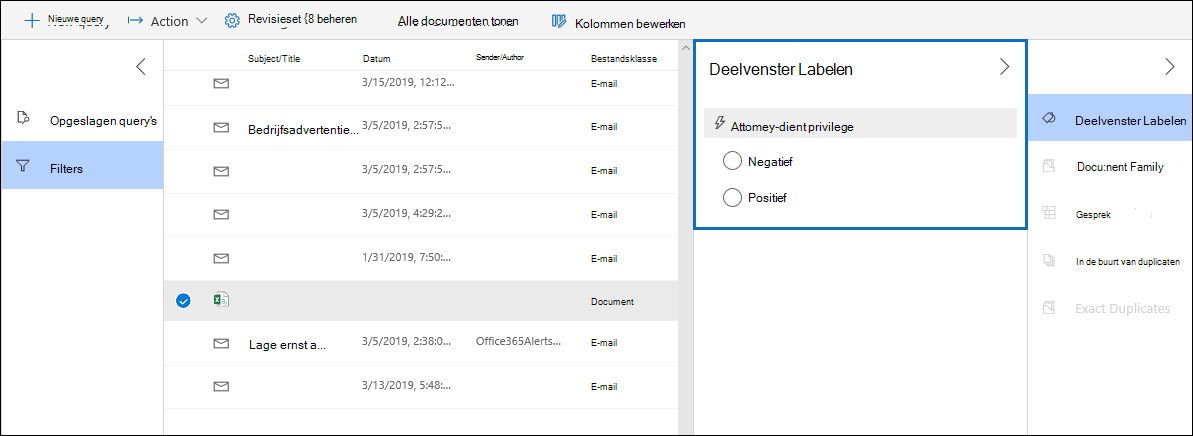 Nieuwe query Action Revisieset {8 beheren Alle documenten tonen Kolommen bewerken
Subject/Title Datum Sender/Author Bestandsklasse
Deelvenster Labelen
3/15/2019, 12:12... E-mail
Opgeslagen query's
Bedrijfsadvertentie... 3/5/2019, 2:57:5... E-mail
Attomey-dient privilege
Deelvenster Labelen
Filters
3/5/2019, 2:57:5... E-mail
Negatief
Docu:nent Family
Positief
3/5/2019, 4:29:2... E-mail
Gesprek
1/31/2019, 7:50:... E-mail
In de buurt van duplicaten
Document
Exact Duplicates
Lage ernst a... 3/5/2019, 2:38:0... Office365Alerts... E-mail
3/13/2019, 5:48:... E-mail